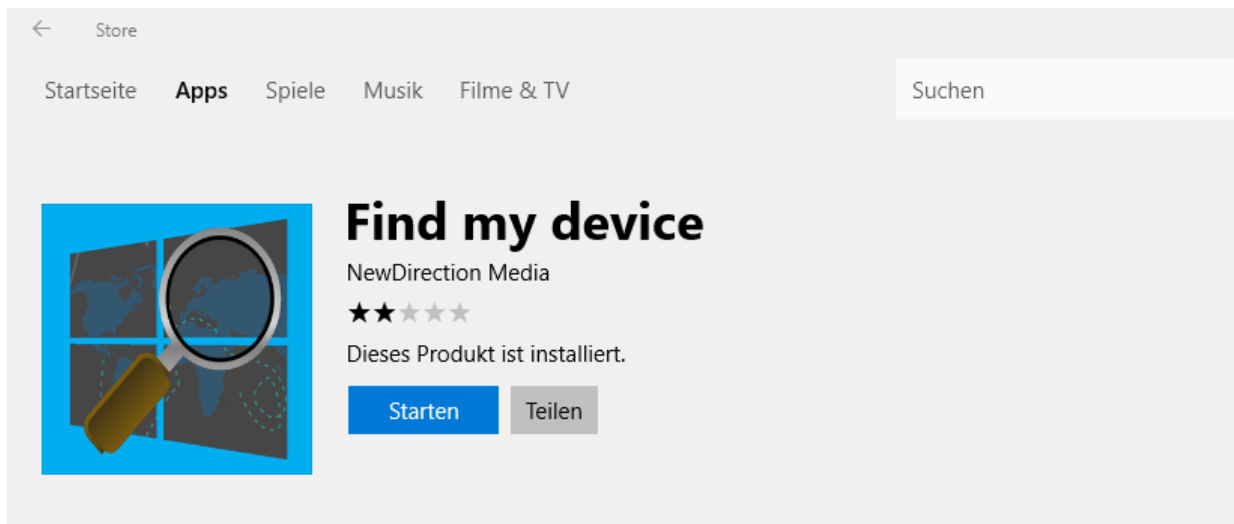 Store
Startseite Apps Spiele Musik Filme & TV Suchen
Find my device
NewDirection Media
Dieses Produkt ist installiert.
Starten Teilen